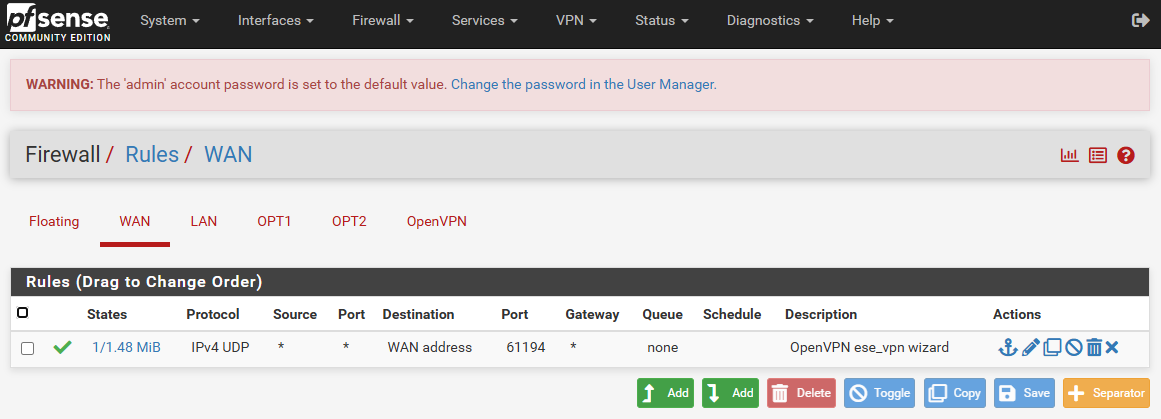 pfsense
COMMUNITY EDITION
System Interfaces Firewall Services VPN Status Diagnostics Help
WARNING: The 'admin' account password is set to the default value. Change the password in the User Manager.
Firewall / Rules / WAN
Floating WAN LAN OPT1 OPT2 OpenVPN
Rules (Drag to Change Order)
States Protocol Source Port Destination Port Gateway Queue Schedule Description Actions
1/1.48 MiB IPv4 UDP * * WAN address 61194 * none OpenVPN ese_vpn wizard
Add Add Delete Toggle Copy Save Separator